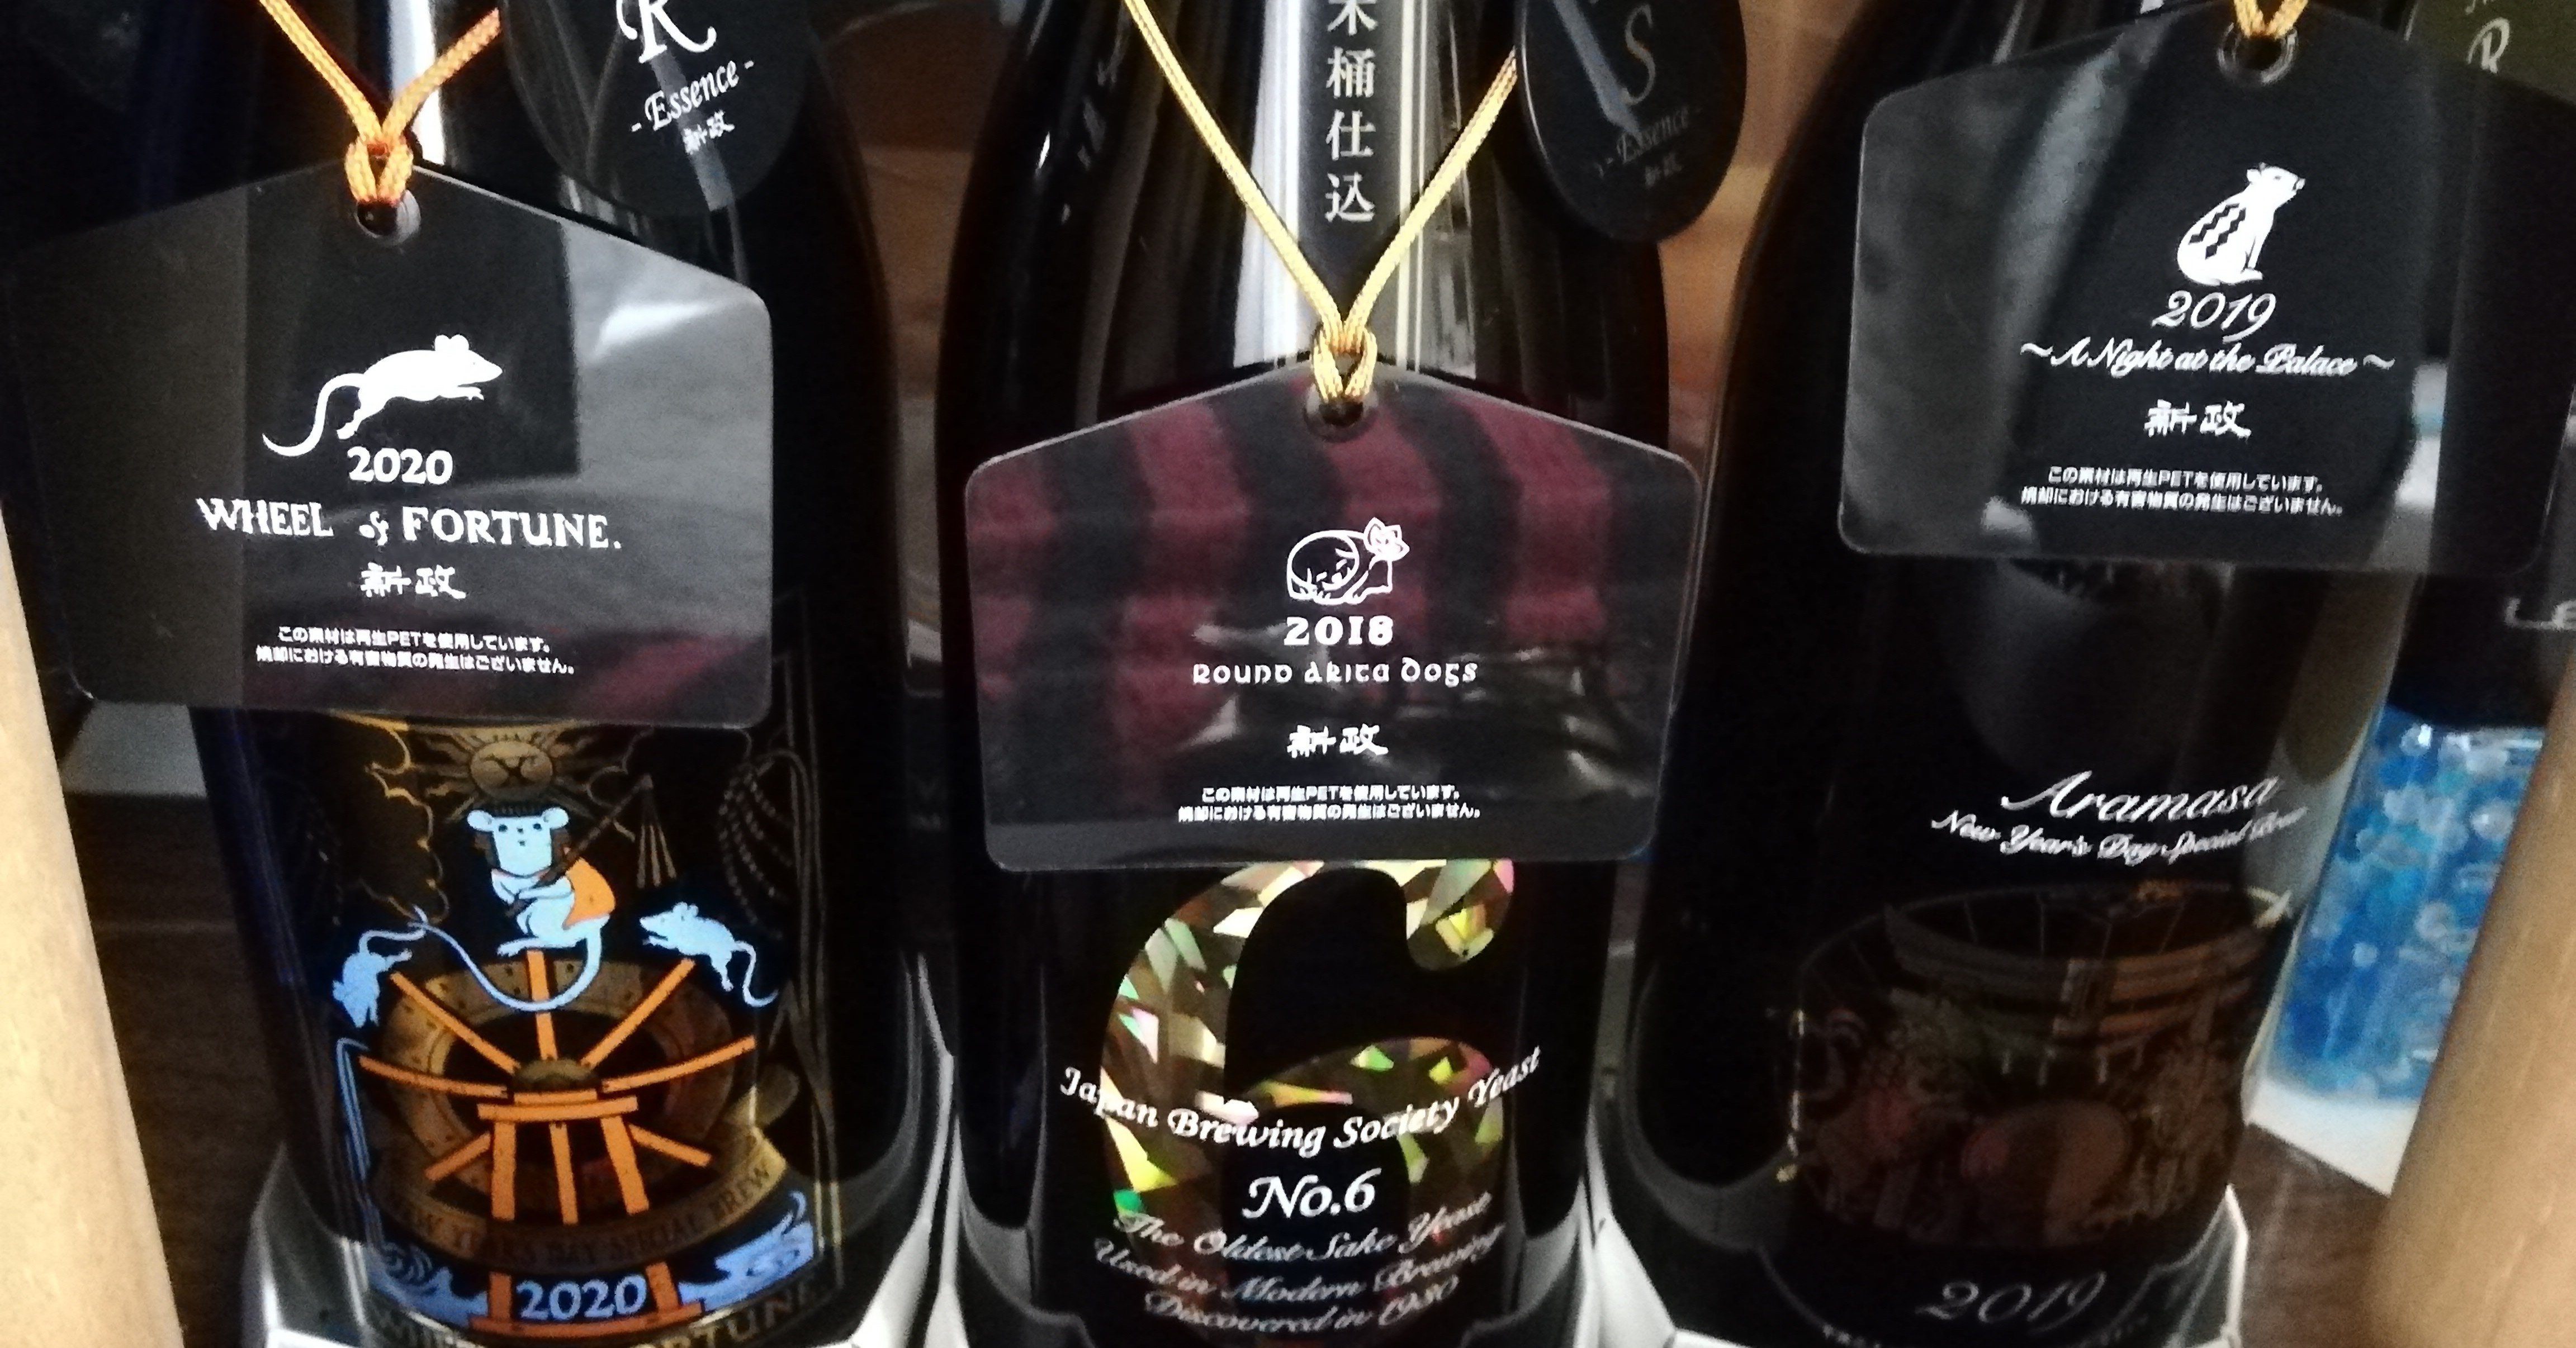 R
- Essence -
新政
2020
WHEEL of FORTUNE.
新政
この素材は再生PETを使用しています。
焼却における有害物質の発生はございません。
X
NEW YEAR'S DAY SPECIAL BREW
2020
木桶仕込
S
- Essence -
新政
2018
ROUND AKITA DOGS
新政
この素材は再生PETを使用しています。
焼却における有害物質の発生はございません。
6
Japan Brewing Society Yeast
No.6
The Oldest Sake Yeast
Used in Modern Brewing
Discovered in 1930
R
2019
~A Night at the Palace~
新政
この素材は再生PETを使用しています。
焼却における有害物質の発生はございません。
Aramasa
New Year's Day Special Brew
2019